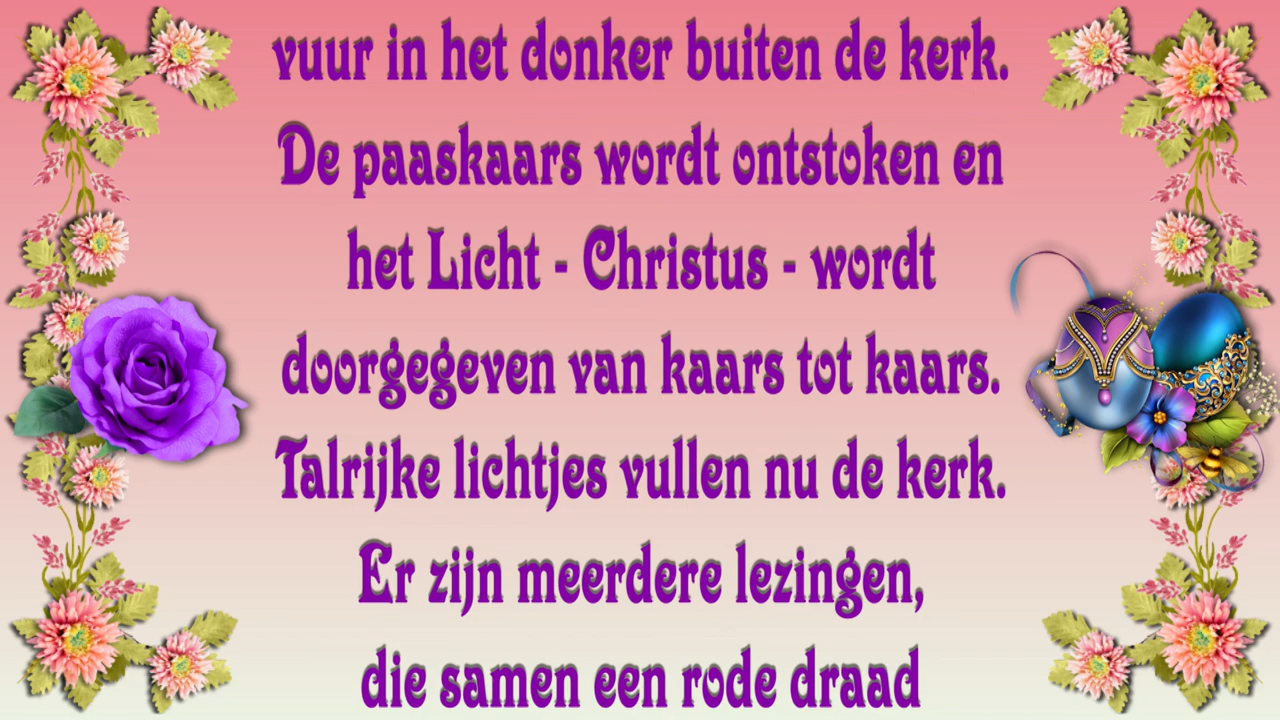 vuur in het donker buiten de kerk.
De paaskaars wordt ontstoken en
het Licht - Christus - wordt
doorgegeven van kaars tot kaars.
Talrijke lichtjes vullen nu de kerk.
Er zijn meerdere lezingen,
die samen een rode draad